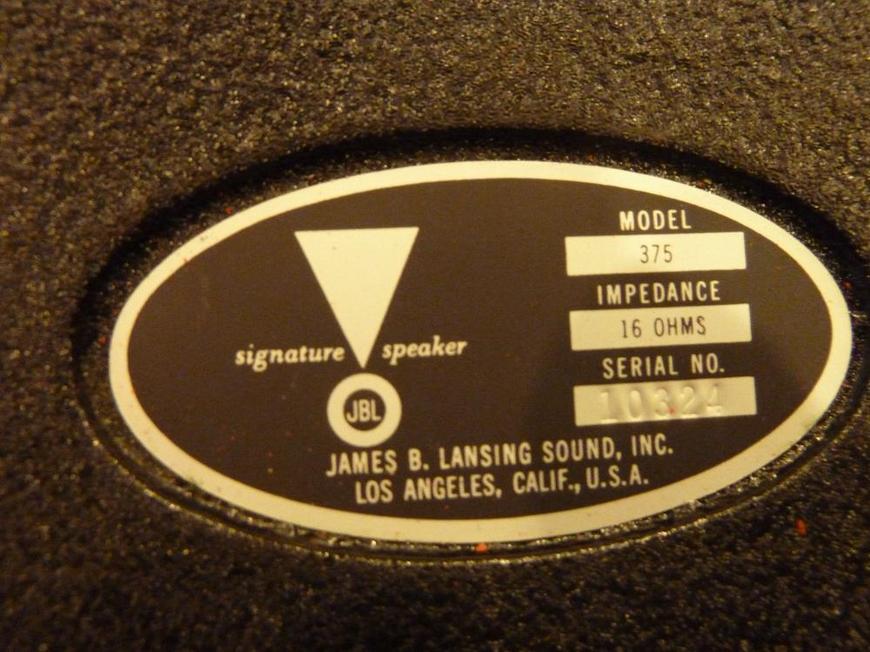 MODEL
375
IMPEDANCE
16 OHMS
SERIAL NO.
10324
signature speaker
JBL
JAMES B. LANSING SOUND, INC.
LOS ANGELES, CALIF., U.S.A.